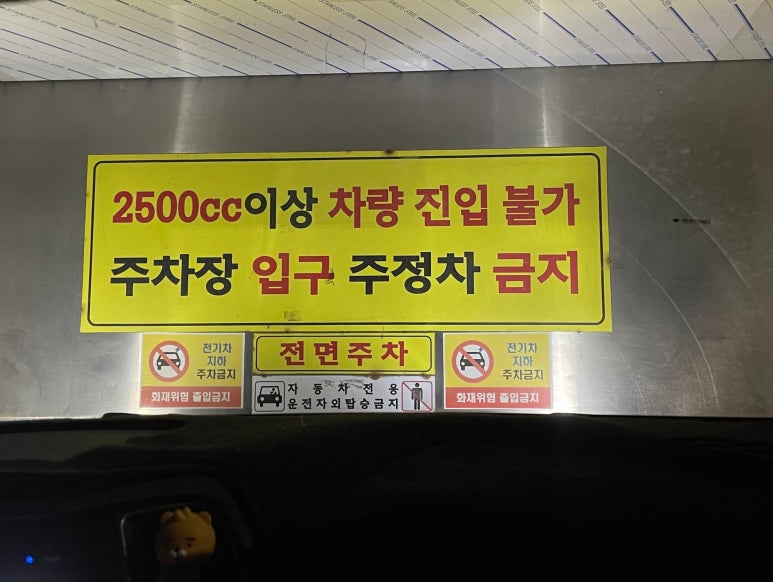 2500cc이상 차량 진입 불가
주차장 입구 주정차 금지
전기차
지하
주차금지
화재위험 출입금지
전면주차
자동차전용
운전자외탑승금지
전기차
지하
주차금지
화재위험 출입금지